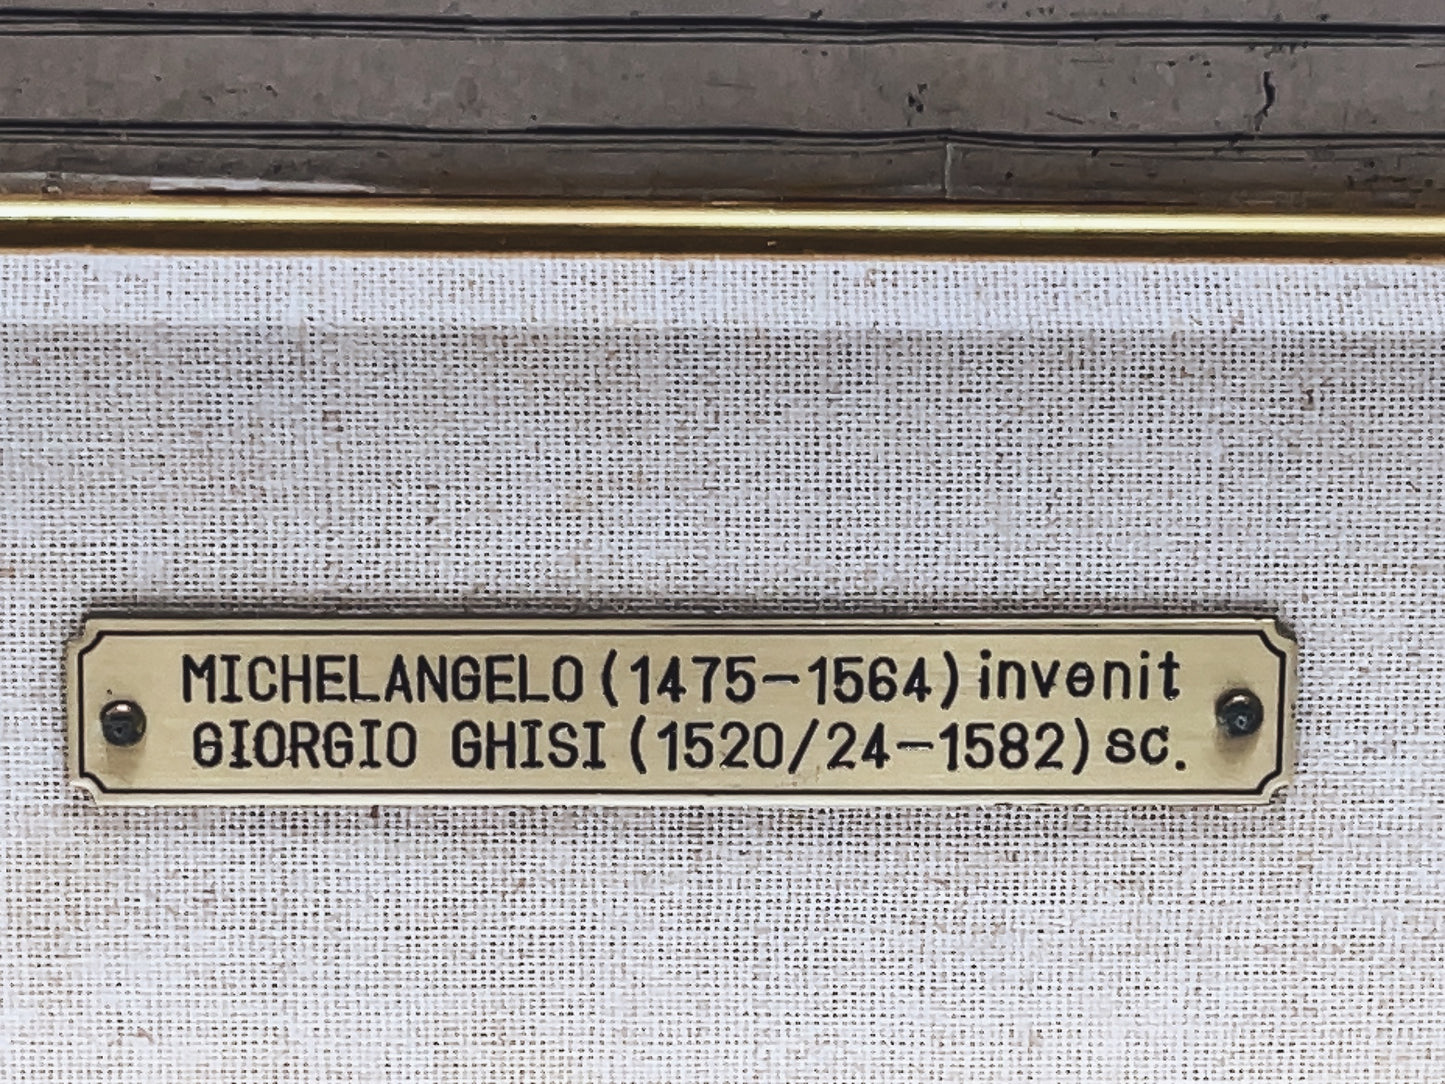 MICHELANGELO (1475-1564) invenit
GIORGIO GHISI (1520/24-1582) sc.